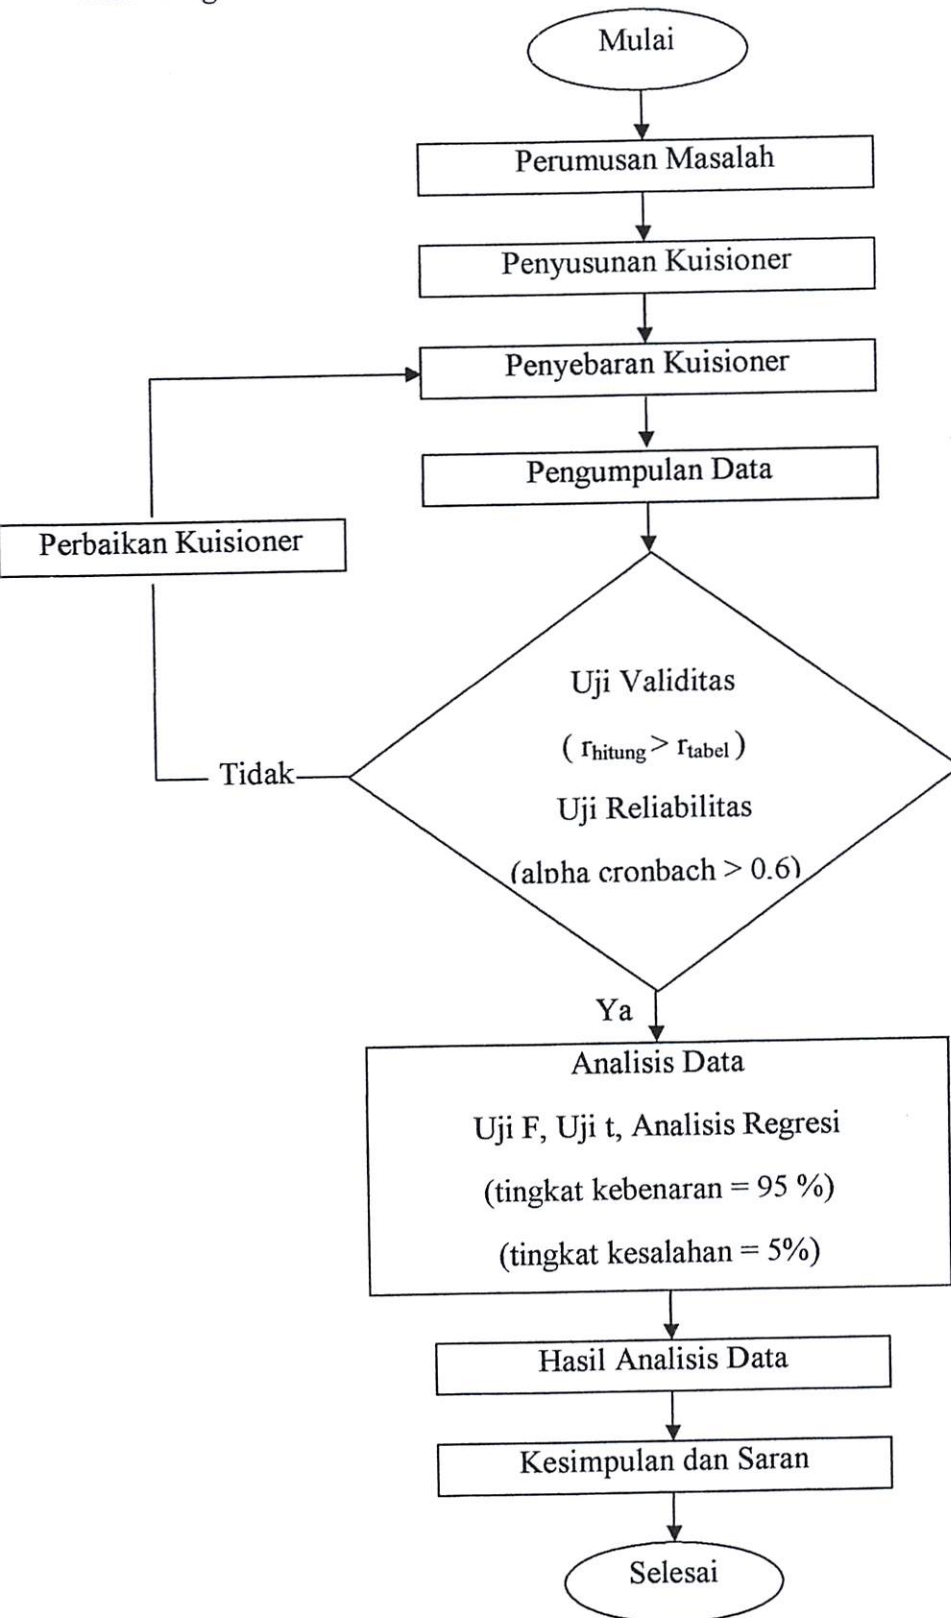 Mulai
Perumusan Masalah
Penyusunan Kuisioner
Penyebaran Kuisioner
Pengumpulan Data
Perbaikan Kuisioner
Uji Validitas
( rhitung > rtabel )
Uji Reliabilitas
(alpha cronbach > 0.6)
Tidak
Ya
Analisis Data
Uji F, Uji t, Analisis Regresi
(tingkat kebenaran = 95 %)
(tingkat kesalahan = 5%)
Hasil Analisis Data
Kesimpulan dan Saran
Selesai